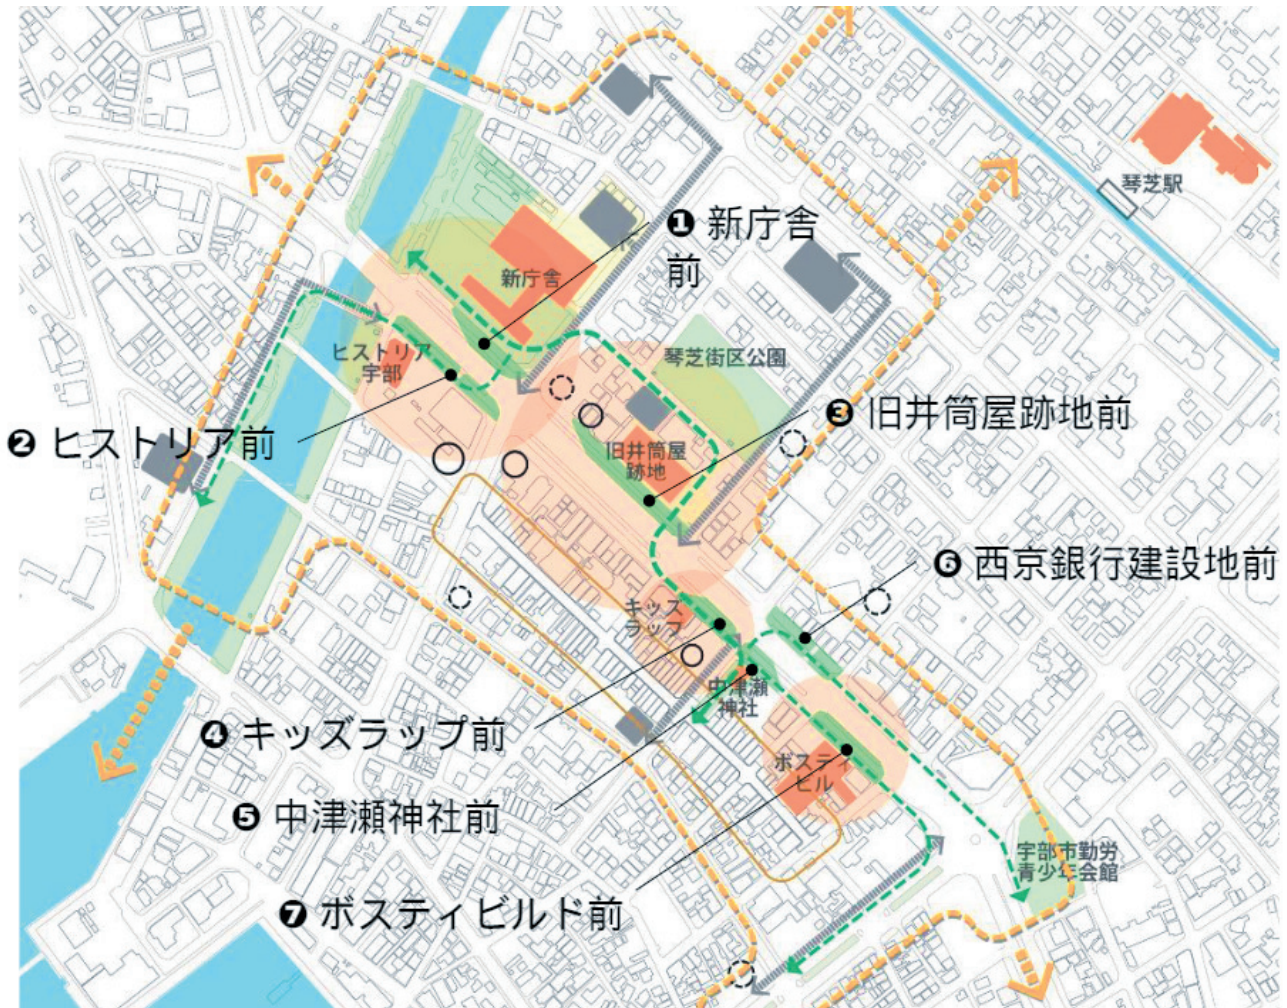 琴芝駅
❶ 新庁舎
前
新庁舎
ヒストリア
宇部
琴芝街区公園
❷ ヒストリア前
❸ 旧井筒屋跡地前
旧井筒屋
跡地
❻ 西京銀行建設地前
キッズ
ラップ
中津瀬
神社
❹ キッズラップ前
ボスティ
ビル
❺ 中津瀬神社前
宇部市勤労
青少年会館
❼ ボスティビルド前